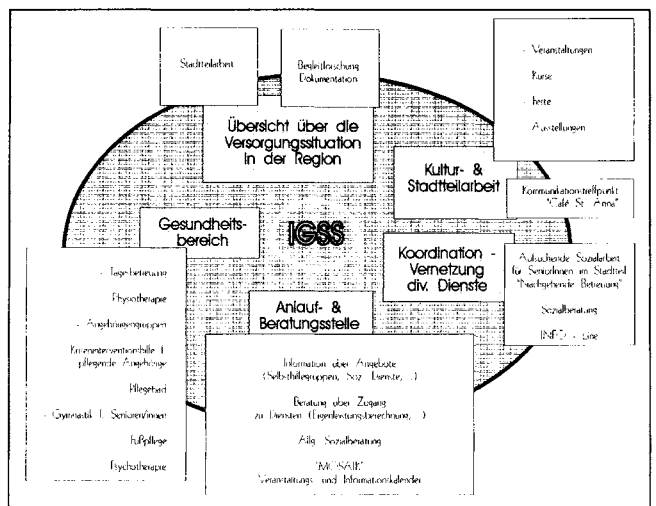 Stadtteilarbeit
Begleitforschung
Dokumentation
- Veranstaltungen
- Kurse
- Feste
- Ausstellungen
Übersicht über die
Versorgungssituation
in der Region
Kultur- &
Stadtteilarbeit
Kommunikationstreffpunkt
"Café St. Anna"
Gesundheits-
bereich
IGSS
Koordination -
Vernetzung
div. Dienste
Aufsuchende Sozialarbeit
für SeniorInnen im Stadtteil
"Nachgehende Betreuung"
Sozialberatung
INFO - Line
- Tagesbetreuung
Physiotherapie
- Angehörigengruppen
Kriseninterventionshilfe f.
pflegende Angehörige
Pflegebad
- Gymnastik f. Senioren/innen
Fußpflege
Psychotherapie
Anlauf- &
Beratungsstelle
Information über Angebote
(Selbsthilfegruppen, Soz. Dienste, ...)
Beratung über Zugang
zu Diensten (Eigenleistungsberechnung, ...)
Allg. Sozialberatung
"MOSAIK"
Veranstaltungs- und Informationskalender